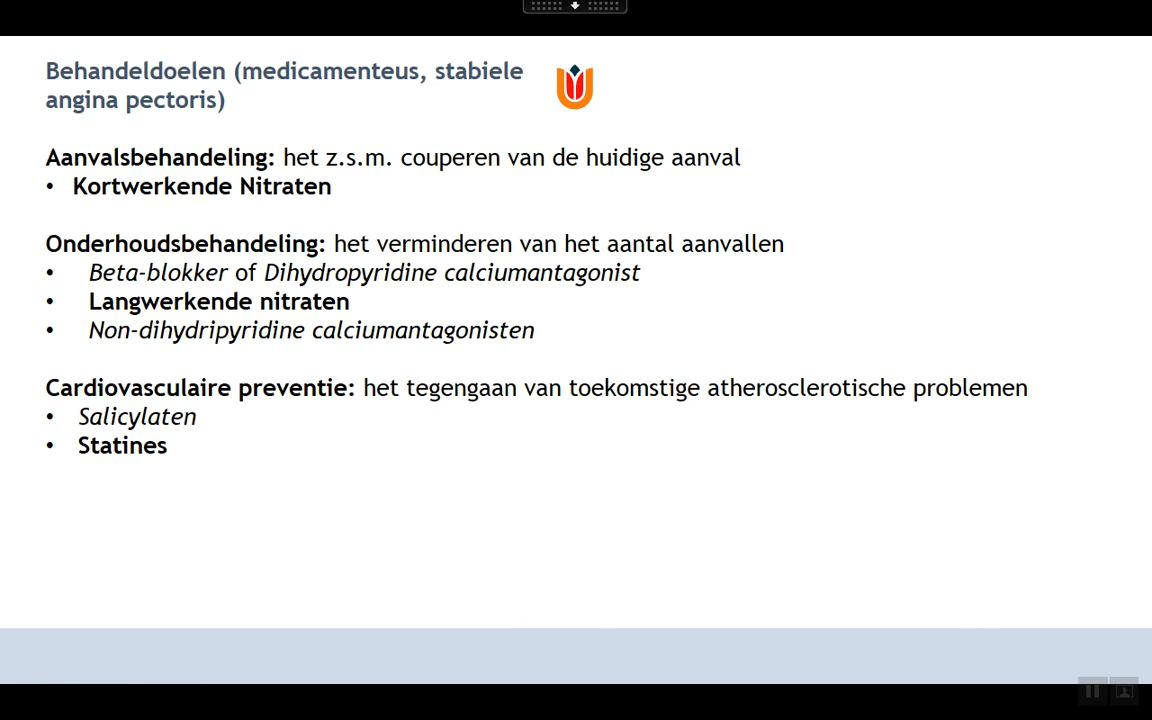 Behandeldoelen (medicamenteus, stabiele
angina pectoris)
Aanvalsbehandeling: het z.s.m. couperen van de huidige aanval
• Kortwerkende Nitraten
Onderhoudsbehandeling: het verminderen van het aantal aanvallen
• Beta-blokker of Dihydropyridine calciumantagonist
• Langwerkende nitraten
• Non-dihydripyridine calciumantagonisten
Cardiovasculaire preventie: het tegengaan van toekomstige atherosclerotische problemen
• Salicylaten
• Statines